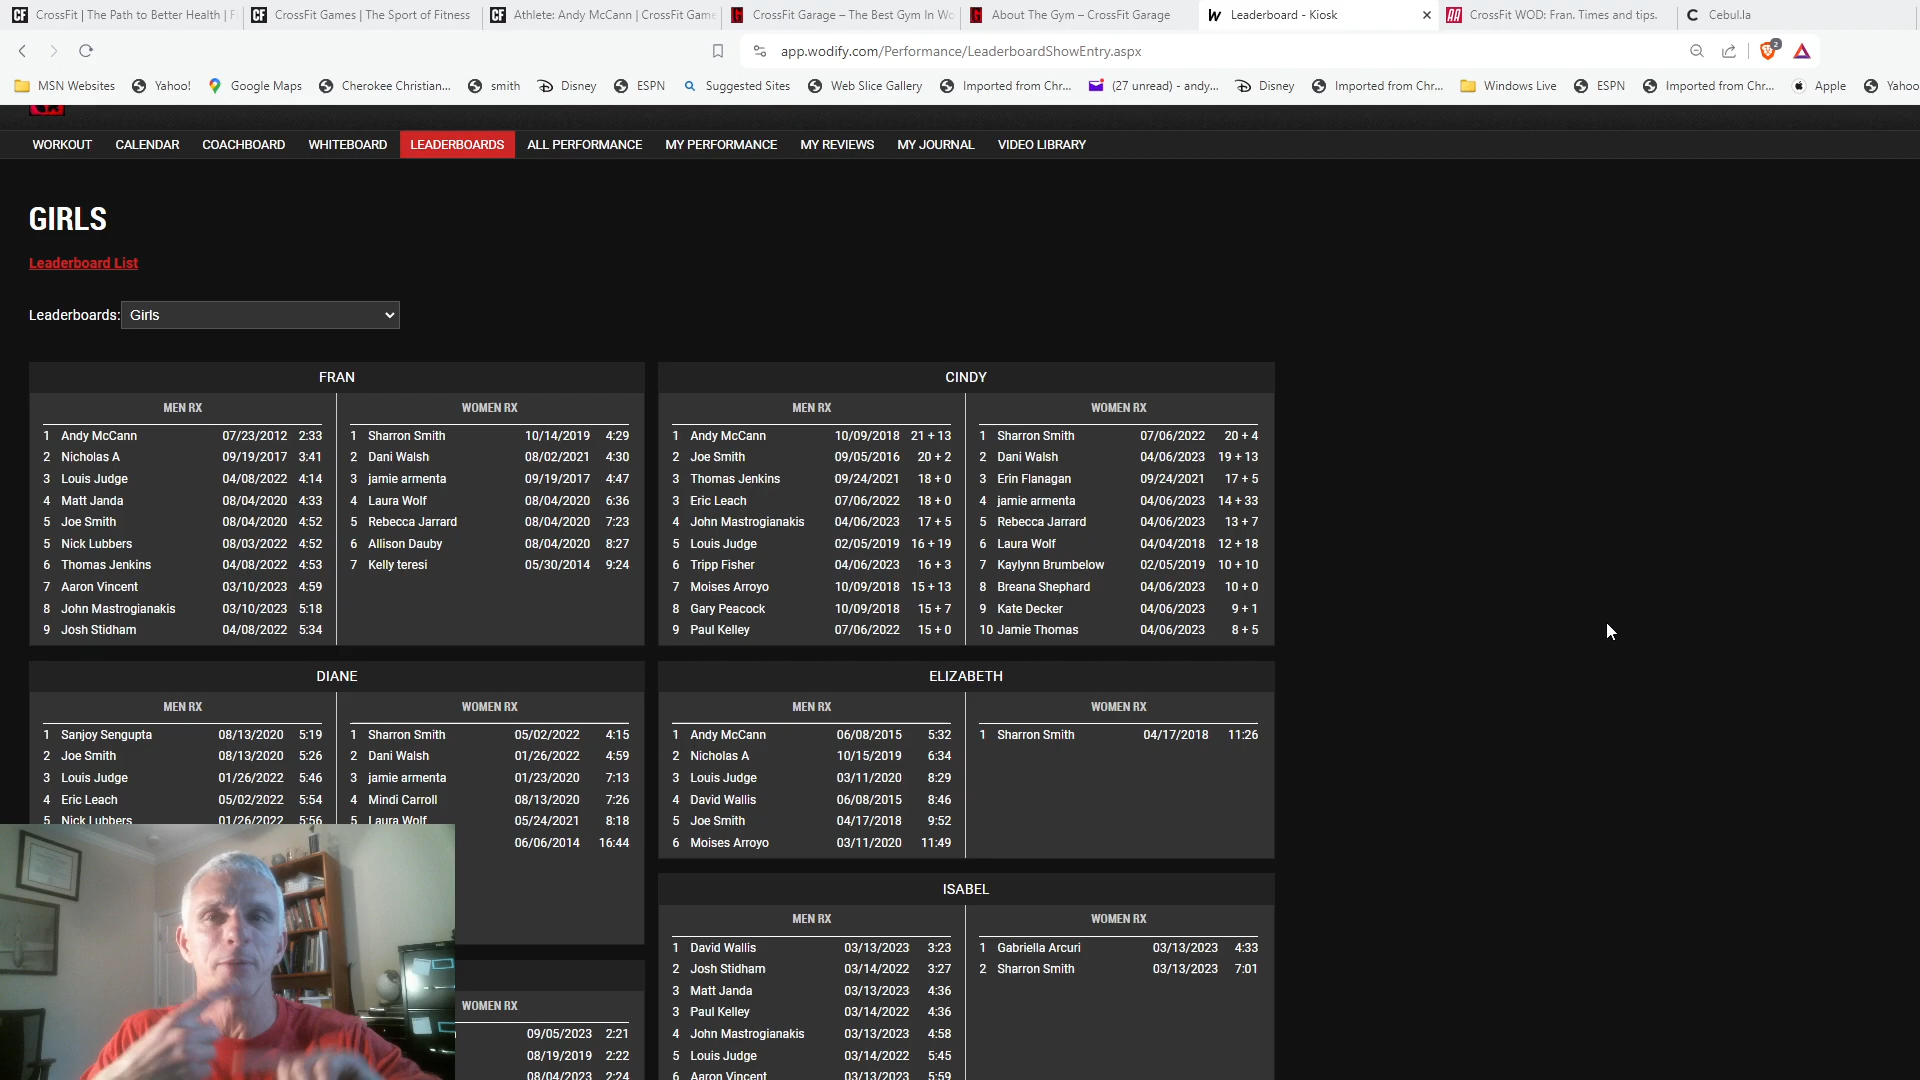 CrossFit | The Path to Better Health | F
CrossFit Games | The Sport of Fitness
Athlete: Andy McCann | CrossFit Game
CrossFit Garage – The Best Gym In Wo
About The Gym – CrossFit Garage
Leaderboard - Kiosk
CrossFit WOD: Fran. Times and tips.
Cebul.la
app.wodify.com/Performance/LeaderboardShowEntry.aspx
2
MSN Websites Yahoo! Google Maps Cherokee Christian... smith Disney ESPN Suggested Sites Web Slice Gallery Imported from Chr... (27 unread) - andy... Disney Imported from Chr... Windows Live ESPN Imported from Chr... Apple Yahoo
WORKOUT CALENDAR COACHBOARD WHITEBOARD LEADERBOARDS ALL PERFORMANCE MY PERFORMANCE MY REVIEWS MY JOURNAL VIDEO LIBRARY
GIRLS
Leaderboard List
Leaderboards: Girls
FRAN
MEN RX
1 Andy McCann 07/23/2012 2:33
2 Nicholas A 09/19/2017 3:41
3 Louis Judge 04/08/2022 4:14
4 Matt Janda 08/04/2020 4:33
5 Joe Smith 08/04/2020 4:52
5 Nick Lubbers 08/03/2022 4:52
6 Thomas Jenkins 04/08/2022 4:53
7 Aaron Vincent 03/10/2023 4:59
8 John Mastrogianakis 03/10/2023 5:18
9 Josh Stidham 04/08/2022 5:34
WOMEN RX
1 Sharron Smith 10/14/2019 4:29
2 Dani Walsh 08/02/2021 4:30
3 jamie armenta 09/19/2017 4:47
4 Laura Wolf 08/04/2020 6:36
5 Rebecca Jarrard 08/04/2020 7:23
6 Allison Dauby 08/04/2020 8:27
7 Kelly teresi 05/30/2014 9:24
CINDY
MEN RX
1 Andy McCann 10/09/2018 21 + 13
2 Joe Smith 09/05/2016 20 + 2
3 Thomas Jenkins 09/24/2021 18 + 0
3 Eric Leach 07/06/2022 18 + 0
4 John Mastrogianakis 04/06/2023 17 + 5
5 Louis Judge 02/05/2019 16 + 19
6 Tripp Fisher 04/06/2023 16 + 3
7 Moises Arroyo 10/09/2018 15 + 13
8 Gary Peacock 10/09/2018 15 + 7
9 Paul Kelley 07/06/2022 15 + 0
WOMEN RX
1 Sharron Smith 07/06/2022 20 + 4
2 Dani Walsh 04/06/2023 19 + 13
3 Erin Flanagan 09/24/2021 17 + 5
4 jamie armenta 04/06/2023 14 + 33
5 Rebecca Jarrard 04/06/2023 13 + 7
6 Laura Wolf 04/04/2018 12 + 18
7 Kaylynn Brumbelow 02/05/2019 10 + 10
8 Breana Shephard 04/06/2023 10 + 0
9 Kate Decker 04/06/2023 9 + 1
10 Jamie Thomas 04/06/2023 8 + 5
DIANE
MEN RX
1 Sanjoy Sengupta 08/13/2020 5:19
2 Joe Smith 08/13/2020 5:26
3 Louis Judge 01/26/2022 5:46
4 Eric Leach 05/02/2022 5:54
5 Nick Lubbers 01/26/2022 5:56
WOMEN RX
1 Sharron Smith 05/02/2022 4:15
2 Dani Walsh 01/26/2022 4:59
3 jamie armenta 01/23/2020 7:13
4 Mindi Carroll 08/13/2020 7:26
5 Laura Wolf 05/24/2021 8:18
06/06/2014 16:44
ELIZABETH
MEN RX
1 Andy McCann 06/08/2015 5:32
2 Nicholas A 10/15/2019 6:34
3 Louis Judge 03/11/2020 8:29
4 David Wallis 06/08/2015 8:46
5 Joe Smith 04/17/2018 9:52
6 Moises Arroyo 03/11/2020 11:49
WOMEN RX
1 Sharron Smith 04/17/2018 11:26
WOMEN RX
09/05/2023 2:21
08/19/2019 2:22
08/04/2023 2:24
ISABEL
MEN RX
1 David Wallis 03/13/2023 3:23
2 Josh Stidham 03/14/2022 3:27
3 Matt Janda 03/13/2023 4:36
3 Paul Kelley 03/14/2022 4:36
4 John Mastrogianakis 03/13/2023 4:58
5 Louis Judge 03/14/2022 5:45
6 Aaron Vincent 03/13/2023 5:59
WOMEN RX
1 Gabriella Arcuri 03/13/2023 4:33
2 Sharron Smith 03/13/2023 7:01